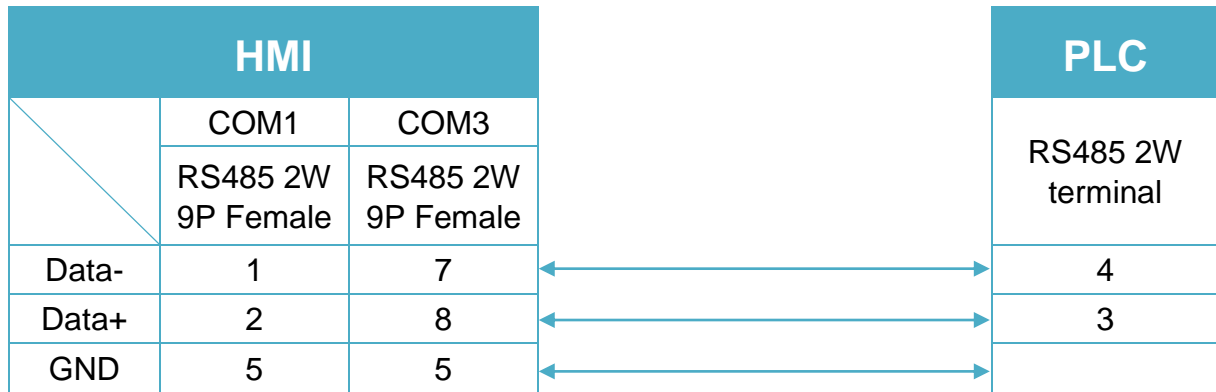 HMI PLC
COM1 COM3
RS485 2W RS485 2W RS485 2W
9P Female 9P Female terminal
Data- 1 7 4
Data+ 2 8 3
GND 5 5